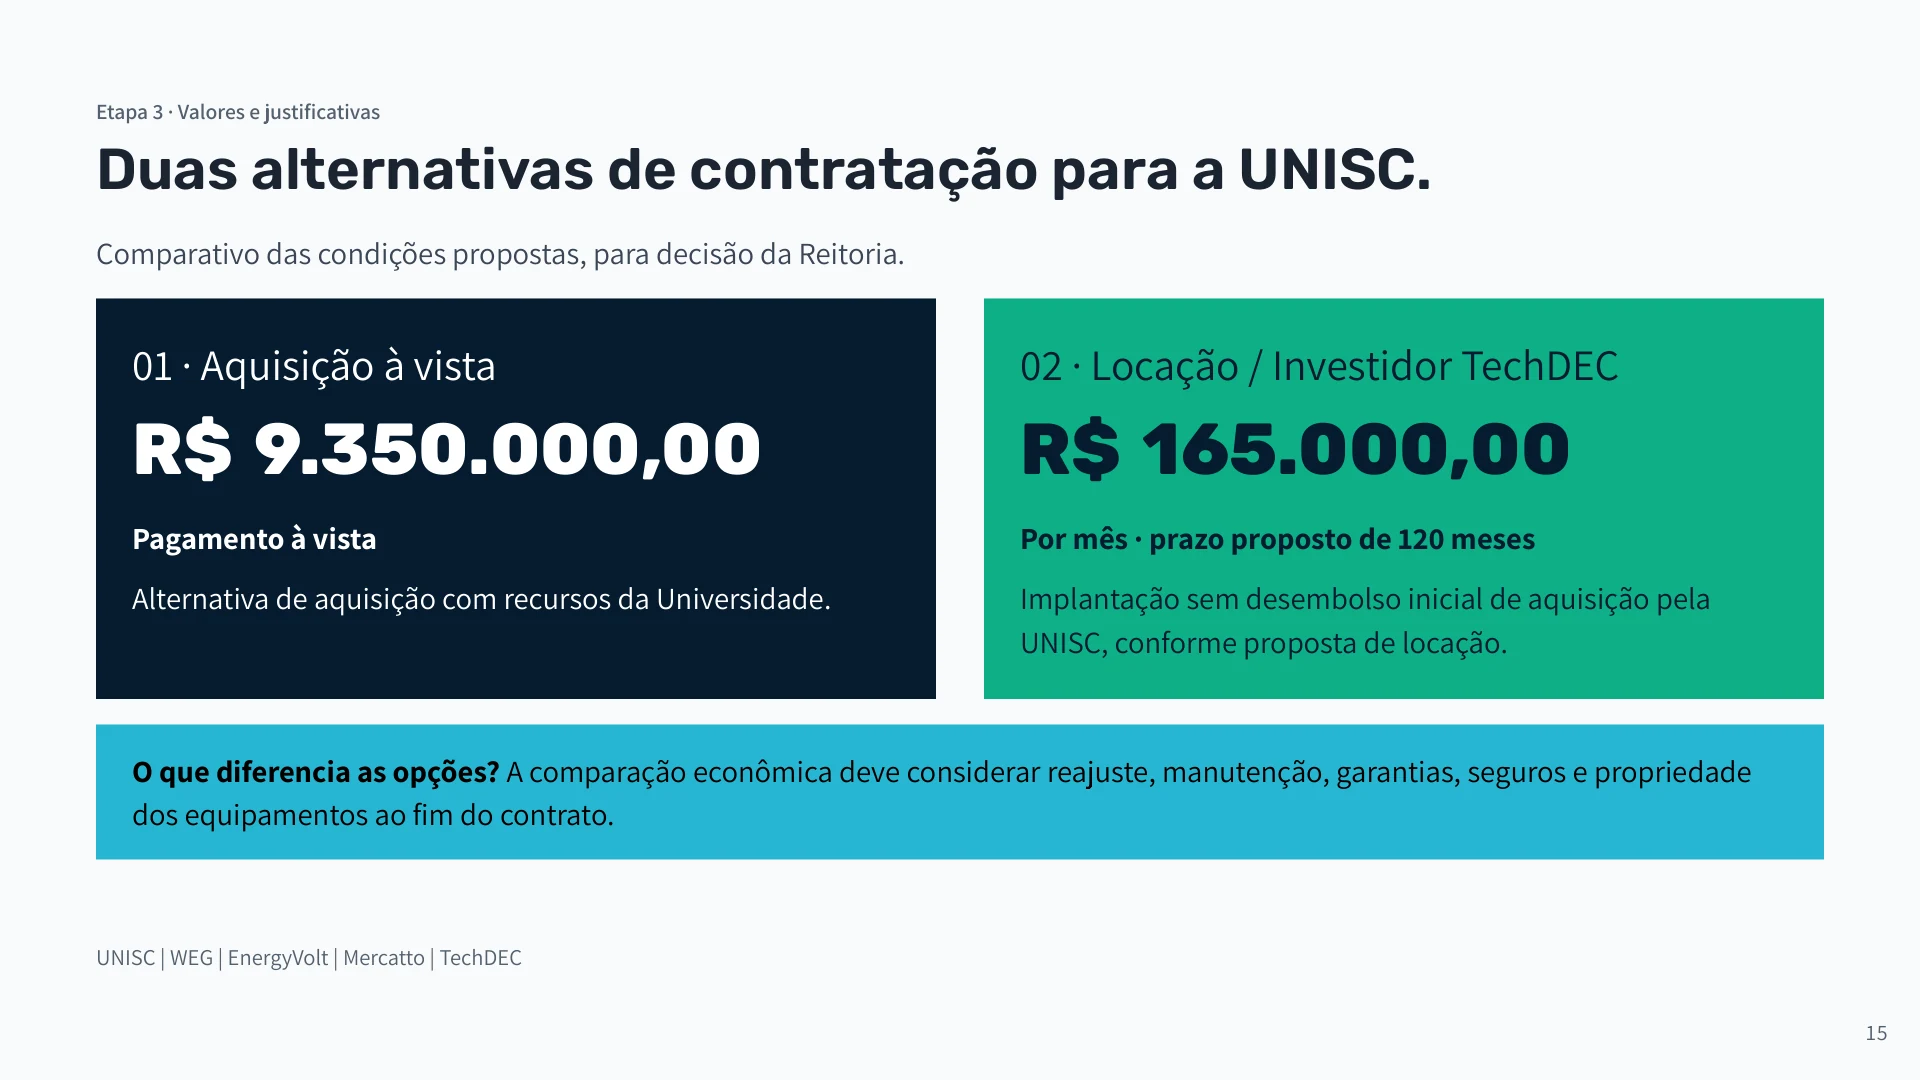 Etapa 3 · Valores e justificativas
Duas alternativas de contratação para a UNISC.
Comparativo das condições propostas, para decisão da Reitoria.
01 · Aquisição à vista
R$ 9.350.000,00
Pagamento à vista
Alternativa de aquisição com recursos da Universidade.
02 · Locação / Investidor TechDEC
R$ 165.000,00
Por mês · prazo proposto de 120 meses
Implantação sem desembolso inicial de aquisição pela
UNISC, conforme proposta de locação.
O que diferencia as opções? A comparação econômica deve considerar reajuste, manutenção, garantias, seguros e propriedade
dos equipamentos ao fim do contrato.
UNISC | WEG | EnergyVolt | Mercatto | TechDEC
15